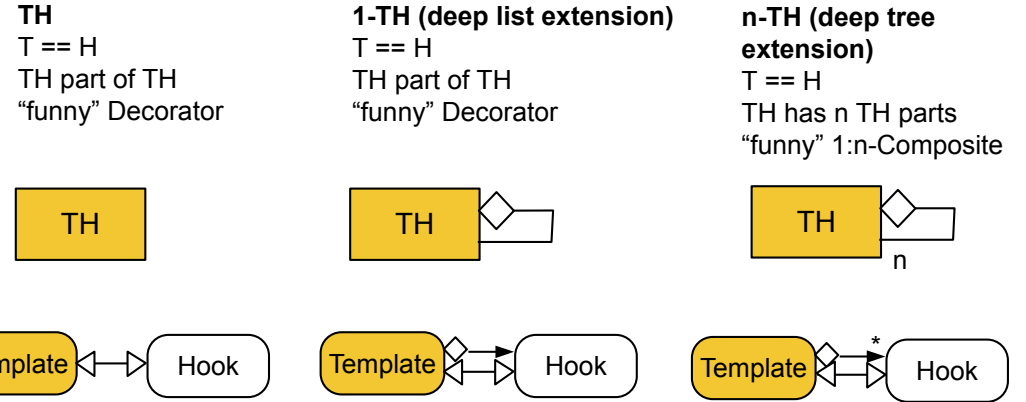 TH
T == H
TH part of TH
“funny” Decorator
1-TH (deep list extension)
T == H
TH part of TH
“funny” Decorator
n-TH (deep tree
extension)
T == H
TH has n TH parts
“funny” 1:n-Composite
TH
TH
TH
n
mplate
Hook
Template
Hook
Template
*
Hook